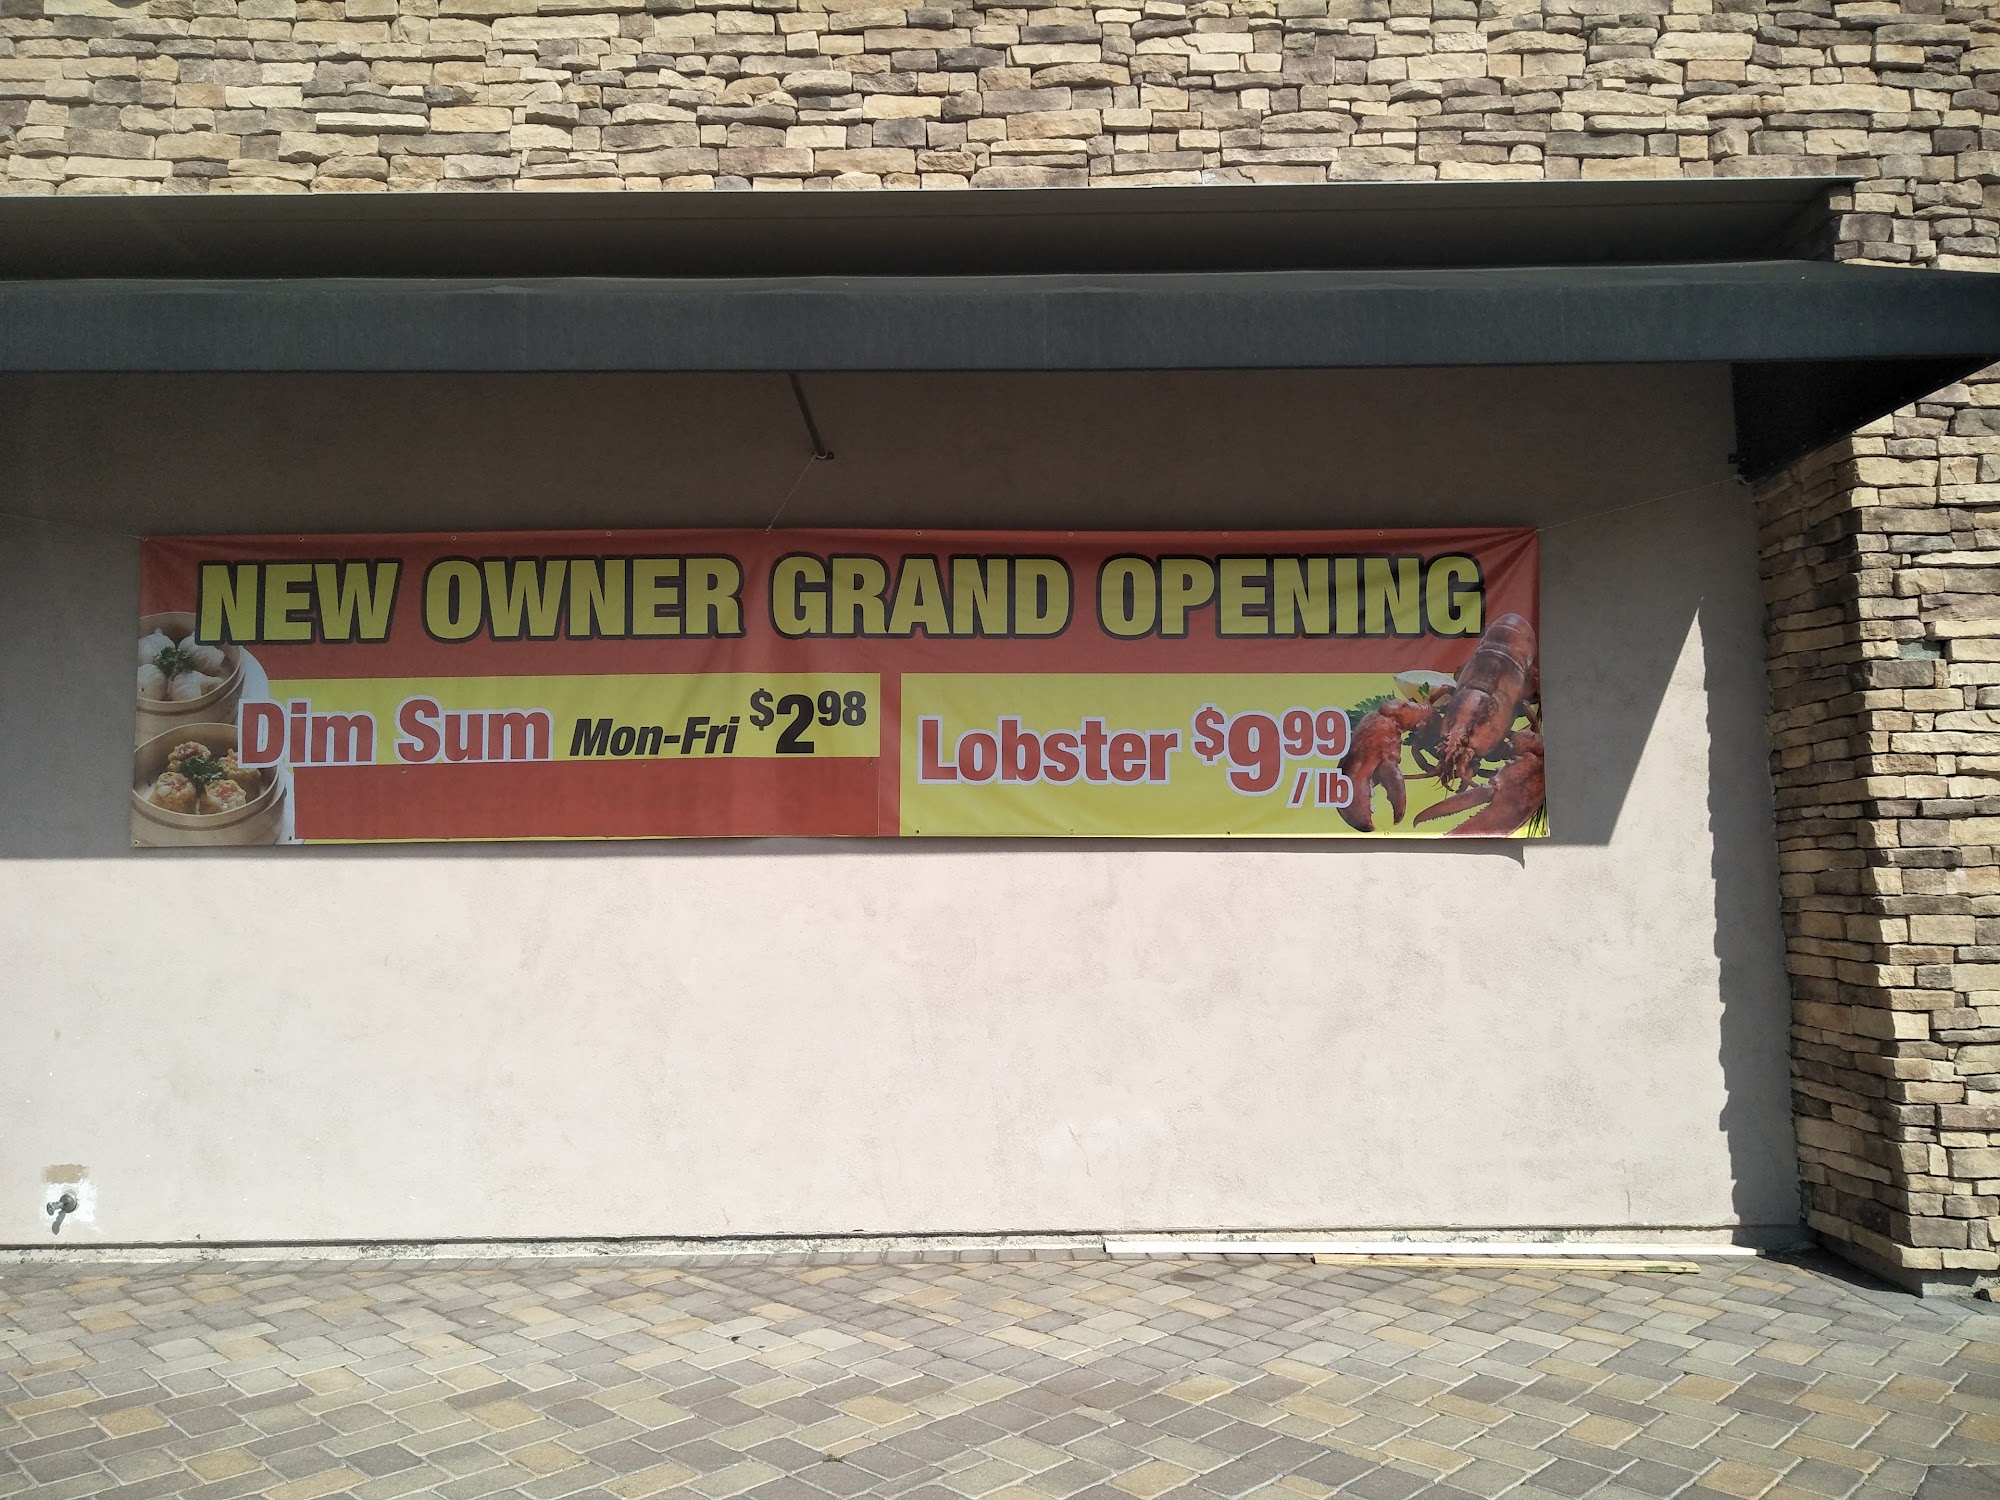 NEW OWNER GRAND OPENING
Dim Sum Mon-Fri $2.98
Lobster $9.99
/ lb